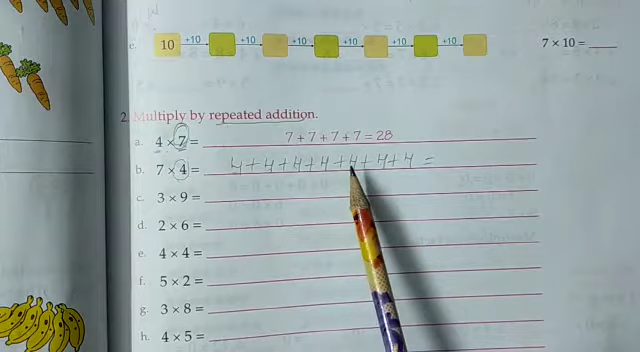 c. 10 +10 +10 +10 +10 +10 +10 7 × 10 = ____
2. Multiply by repeated addition.
a. 4 × 7 = 7 + 7 + 7 + 7 = 28
b. 7 × 4 = 4 + 4 + 4 + 4 + 4 + 4 + 4 =
c. 3 × 9 =
d. 2 × 6 =
e. 4 × 4 =
f. 5 × 2 =
g. 3 × 8 =
h. 4 × 5 =